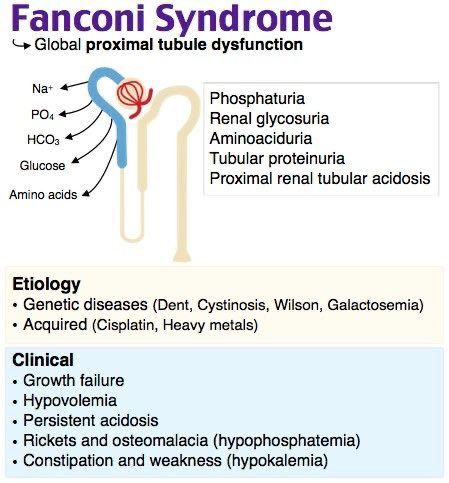 Fanconi Syndrome
Global proximal tubule dysfunction
Na⁺
PO₄
HCO₃
Glucose
Amino acids
Phosphaturia
Renal glycosuria
Aminoaciduria
Tubular proteinuria
Proximal renal tubular acidosis
Etiology
• Genetic diseases (Dent, Cystinosis, Wilson, Galactosemia)
• Acquired (Cisplatin, Heavy metals)
Clinical
• Growth failure
• Hypovolemia
• Persistent acidosis
• Rickets and osteomalacia (hypophosphatemia)
• Constipation and weakness (hypokalemia)